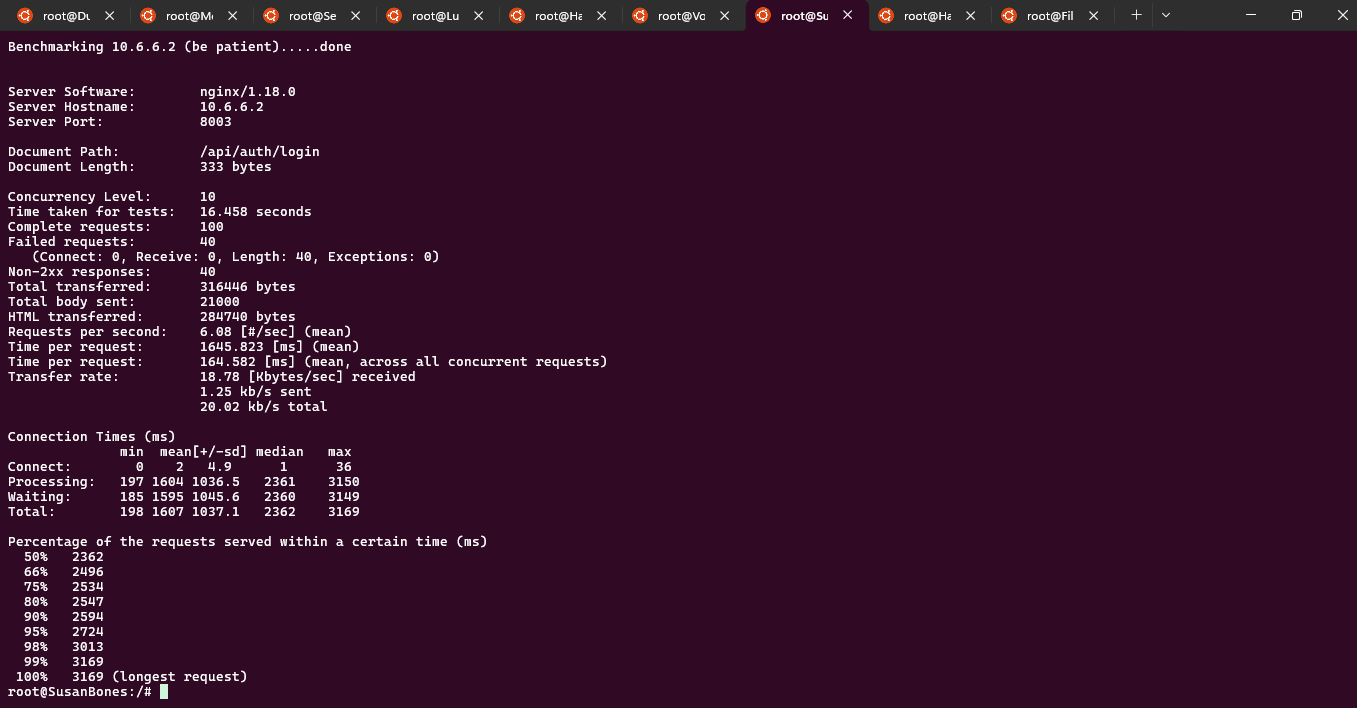 root@Du root@Mo root@Se root@Lu root@Ha root@Vo root@Su root@Ha root@Fil
Benchmarking 10.6.6.2 (be patient).....done
Server Software:        nginx/1.18.0
Server Hostname:        10.6.6.2
Server Port:            8003
Document Path:          /api/auth/login
Document Length:        333 bytes
Concurrency Level:      10
Time taken for tests:   16.458 seconds
Complete requests:      100
Failed requests:        40
   (Connect: 0, Receive: 0, Length: 40, Exceptions: 0)
Non-2xx responses:      40
Total transferred:      316446 bytes
Total body sent:        21000
HTML transferred:       284740 bytes
Requests per second:    6.08 [#/sec] (mean)
Time per request:       1645.823 [ms] (mean)
Time per request:       164.582 [ms] (mean, across all concurrent requests)
Transfer rate:          18.78 [Kbytes/sec] received
                        1.25 kb/s sent
                        20.02 kb/s total
Connection Times (ms)
              min  mean[+/-sd] median   max
Connect:        0    2   4.9      1      36
Processing:   197 1604 1036.5   2361    3150
Waiting:      185 1595 1045.6   2360    3149
Total:        198 1607 1037.1   2362    3169
Percentage of the requests served within a certain time (ms)
  50%   2362
  66%   2496
  75%   2534
  80%   2547
  90%   2594
  95%   2724
  98%   3013
  99%   3169
 100%   3169 (longest request)
root@SusanBones:/#